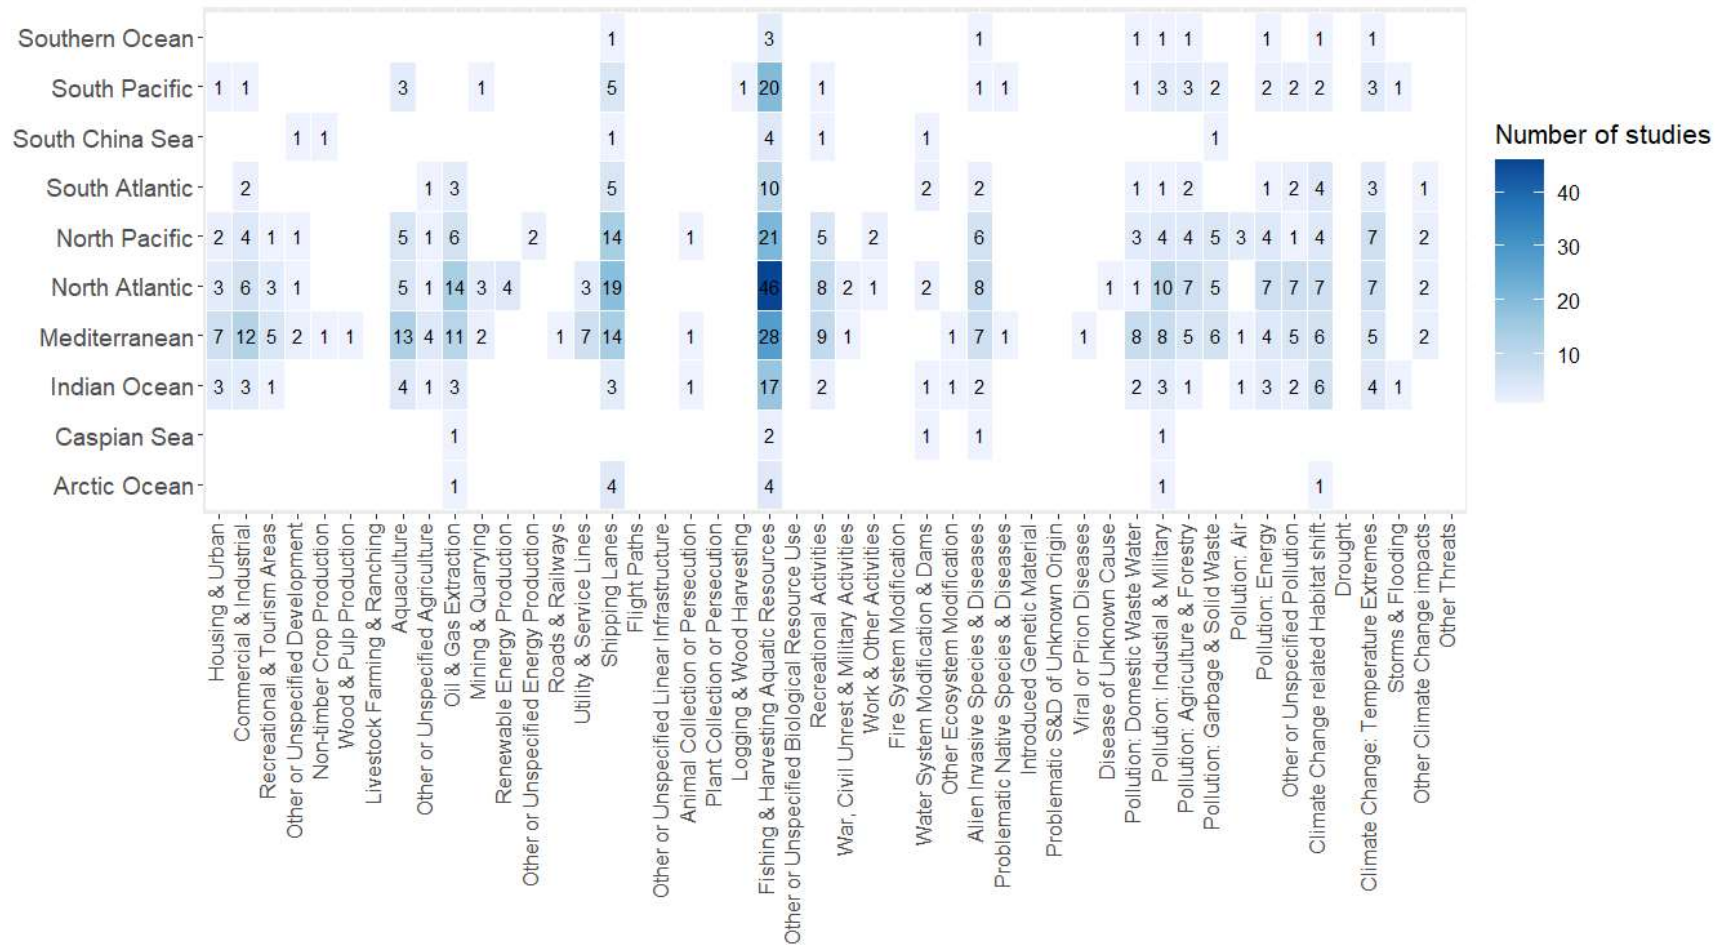 Southern Ocean 1 3 1 1 1 1 1 1 1
South Pacific 1 1 3 1 5 1 20 1 1 1 1 3 3 2 2 2 2 3 1
South China Sea 1 1 1 4 1 1 1
Number of studies
South Atlantic 2 1 3 5 10 2 2 1 1 2 1 2 4 3 1
40
North Pacific 2 4 1 1 5 1 6 2 14 1 21 5 2 6 3 4 4 5 3 4 1 4 7 2
30
North Atlantic 3 6 3 1 5 1 14 3 4 3 19 46 8 2 1 2 8 1 1 10 7 5 7 7 7 7 2
20
Mediterranean 7 12 5 2 1 1 13 4 11 2 1 7 14 1 28 9 1 1 7 1 1 8 8 5 6 1 4 5 6 5 2
10
Indian Ocean 3 3 1 4 1 3 3 1 17 2 1 1 2 2 3 1 1 3 2 6 4 1
Caspian Sea 1 2 1 1 1
Arctic Ocean 1 4 4 1 1
Housing & Urban
Commercial & Industrial
Recreational & Tourism Areas
Other or Unspecified Development
Non-timber Crop Production
Wood & Pulp Production
Livestock Farming & Ranching
Aquaculture
Other or Unspecified Agriculture
Oil & Gas Extraction
Mining & Quarrying
Renewable Energy Production
Other or Unspecified Energy Production
Roads & Railways
Utility & Service Lines
Shipping Lanes
Flight Paths
Other or Unspecified Linear Infrastructure
Animal Collection or Persecution
Plant Collection or Persecution
Logging & Wood Harvesting
Fishing & Harvesting Aquatic Resources
Other or Unspecified Biological Resource Use
Recreational Activities
War, Civil Unrest & Military Activities
Work & Other Activities
Fire System Modification
Water System Modification & Dams
Other Ecosystem Modification
Alien Invasive Species & Diseases
Problematic Native Species & Diseases
Introduced Genetic Material
Problematic S&D of Unknown Origin
Viral or Prion Diseases
Disease of Unknown Cause
Pollution: Domestic Waste Water
Pollution: Industial & Military
Pollution: Agriculture & Forestry
Pollution: Garbage & Solid Waste
Pollution: Air
Pollution: Energy
Other or Unspecified Pollution
Climate Change related Habitat shift
Drought
Climate Change: Temperature Extremes
Storms & Flooding
Other Climate Change impacts
Other Threats